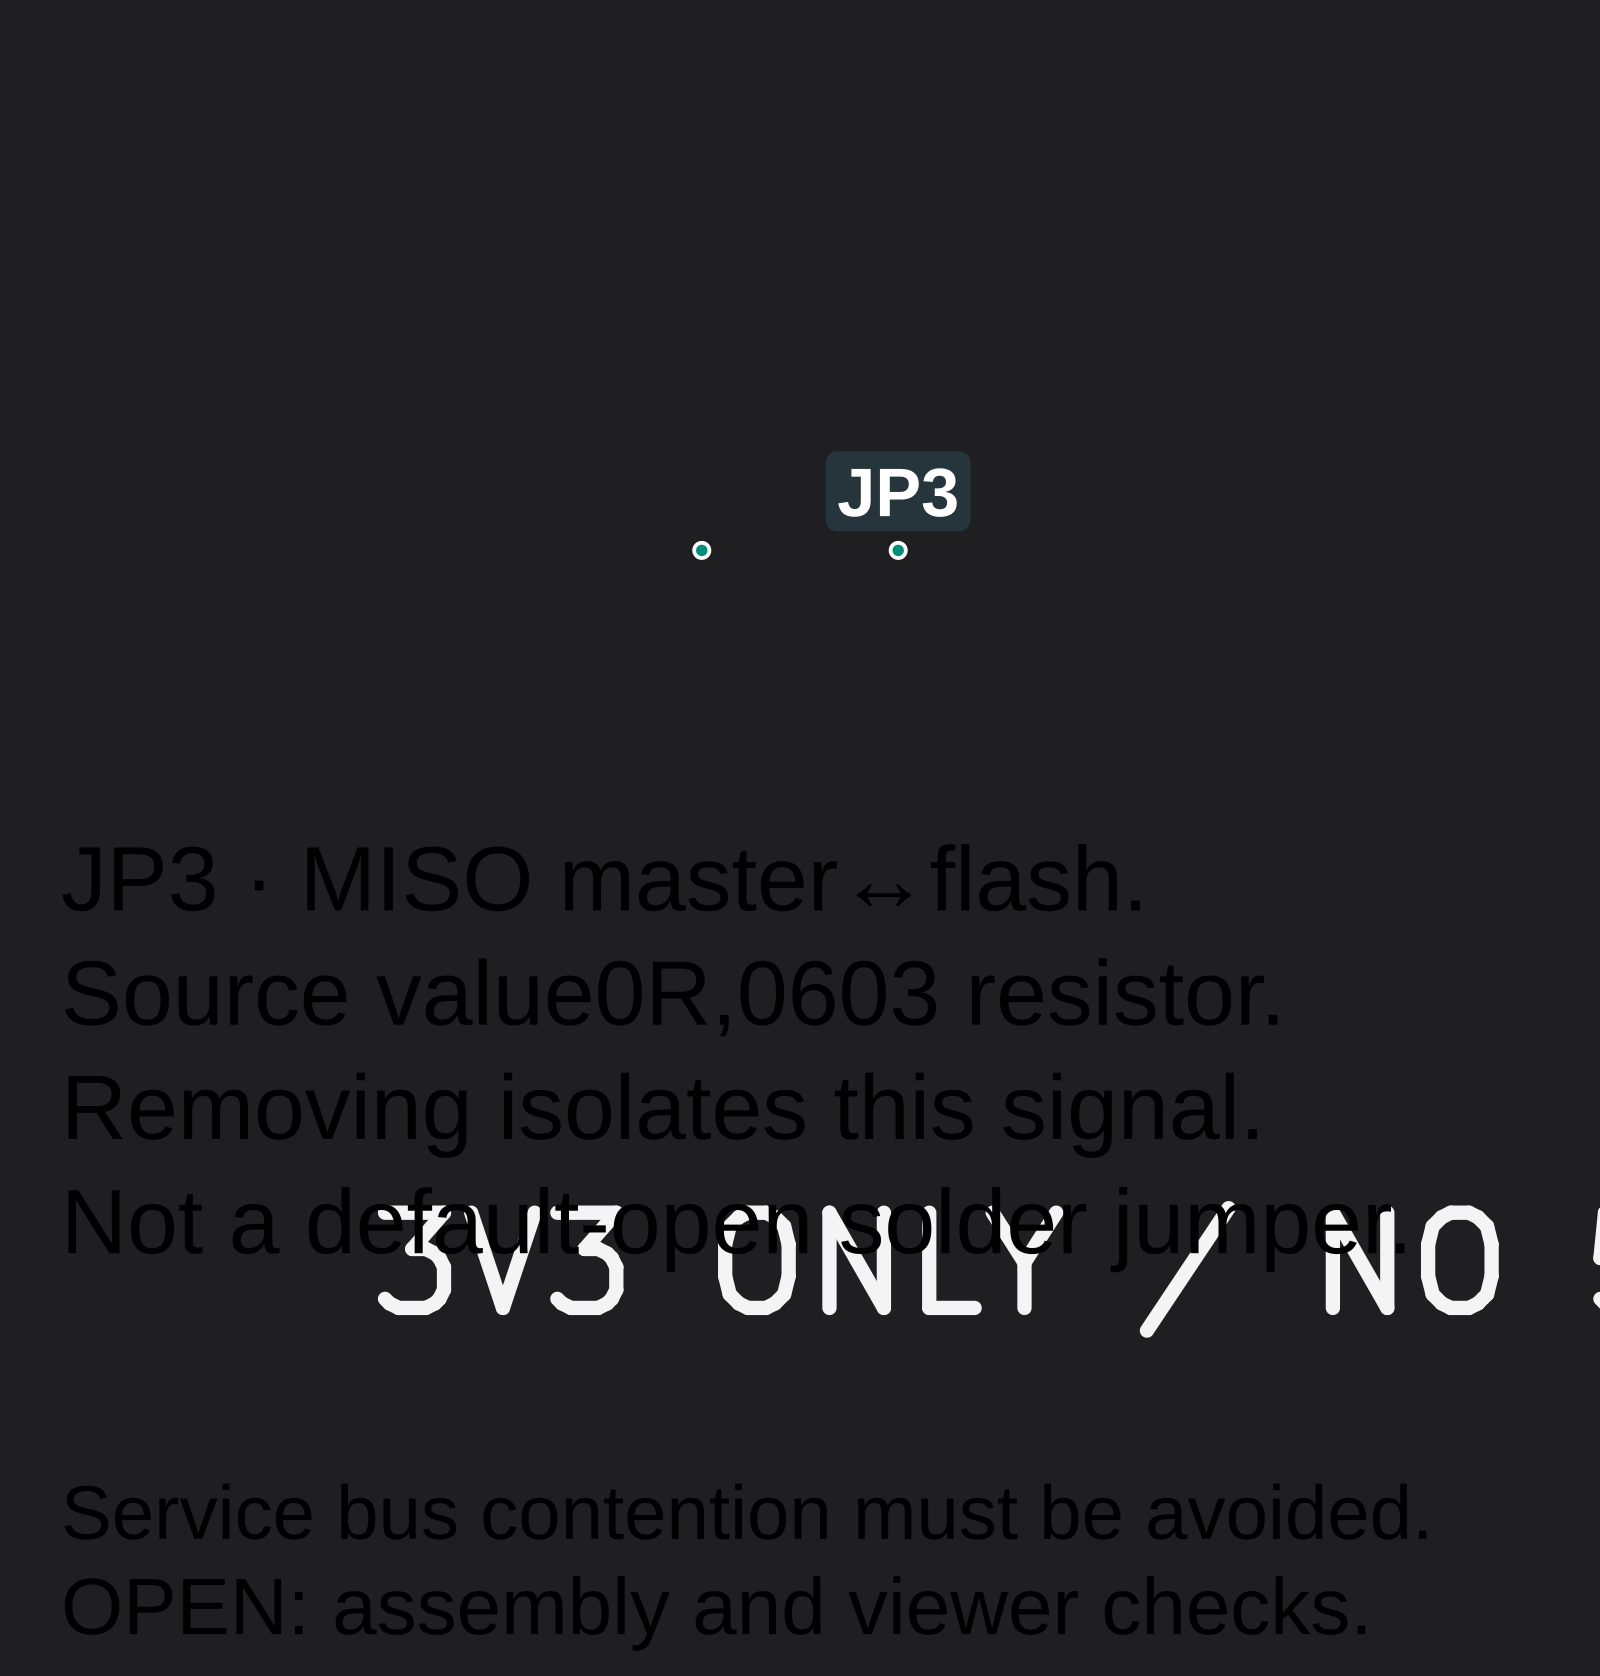 JP3
JP3 · MISO master↔flash.
Source value0R,0603 resistor.
Removing isolates this signal.
Not a default-open solder jumper.
3V3 ONLY / NO
Service bus contention must be avoided.
OPEN: assembly and viewer checks.